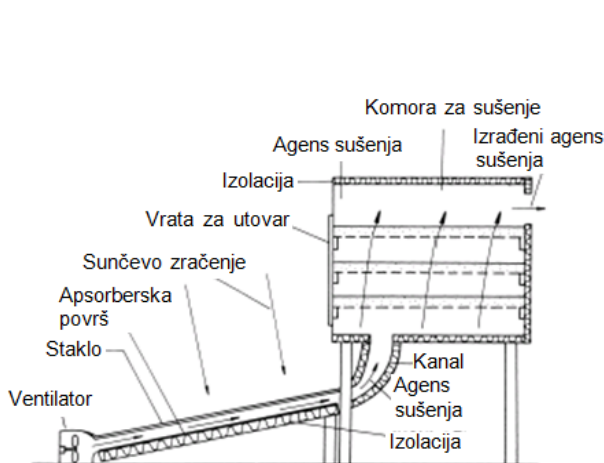 Komora za sušenje
Agens sušenja
Izrađeni agens
sušenja
Izolacija
Vrata za utovar
Sunčevo zračenje
Apsorberska
površ
Staklo
Kanal
Agens
sušenja
Ventilator
Izolacija